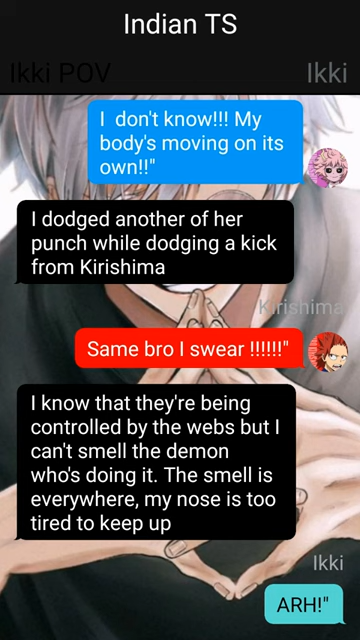 Indian TS
Ikki POV
Ikki
I don't know!!! My
body's moving on its
own!!"
I dodged another of her
punch while dodging a kick
from Kirishima
Kirishima
Same bro I swear !!!!!!"
I know that they're being
controlled by the webs but I
can't smell the demon
who's doing it. The smell is
everywhere, my nose is too
tired to keep up
Ikki
ARH!"